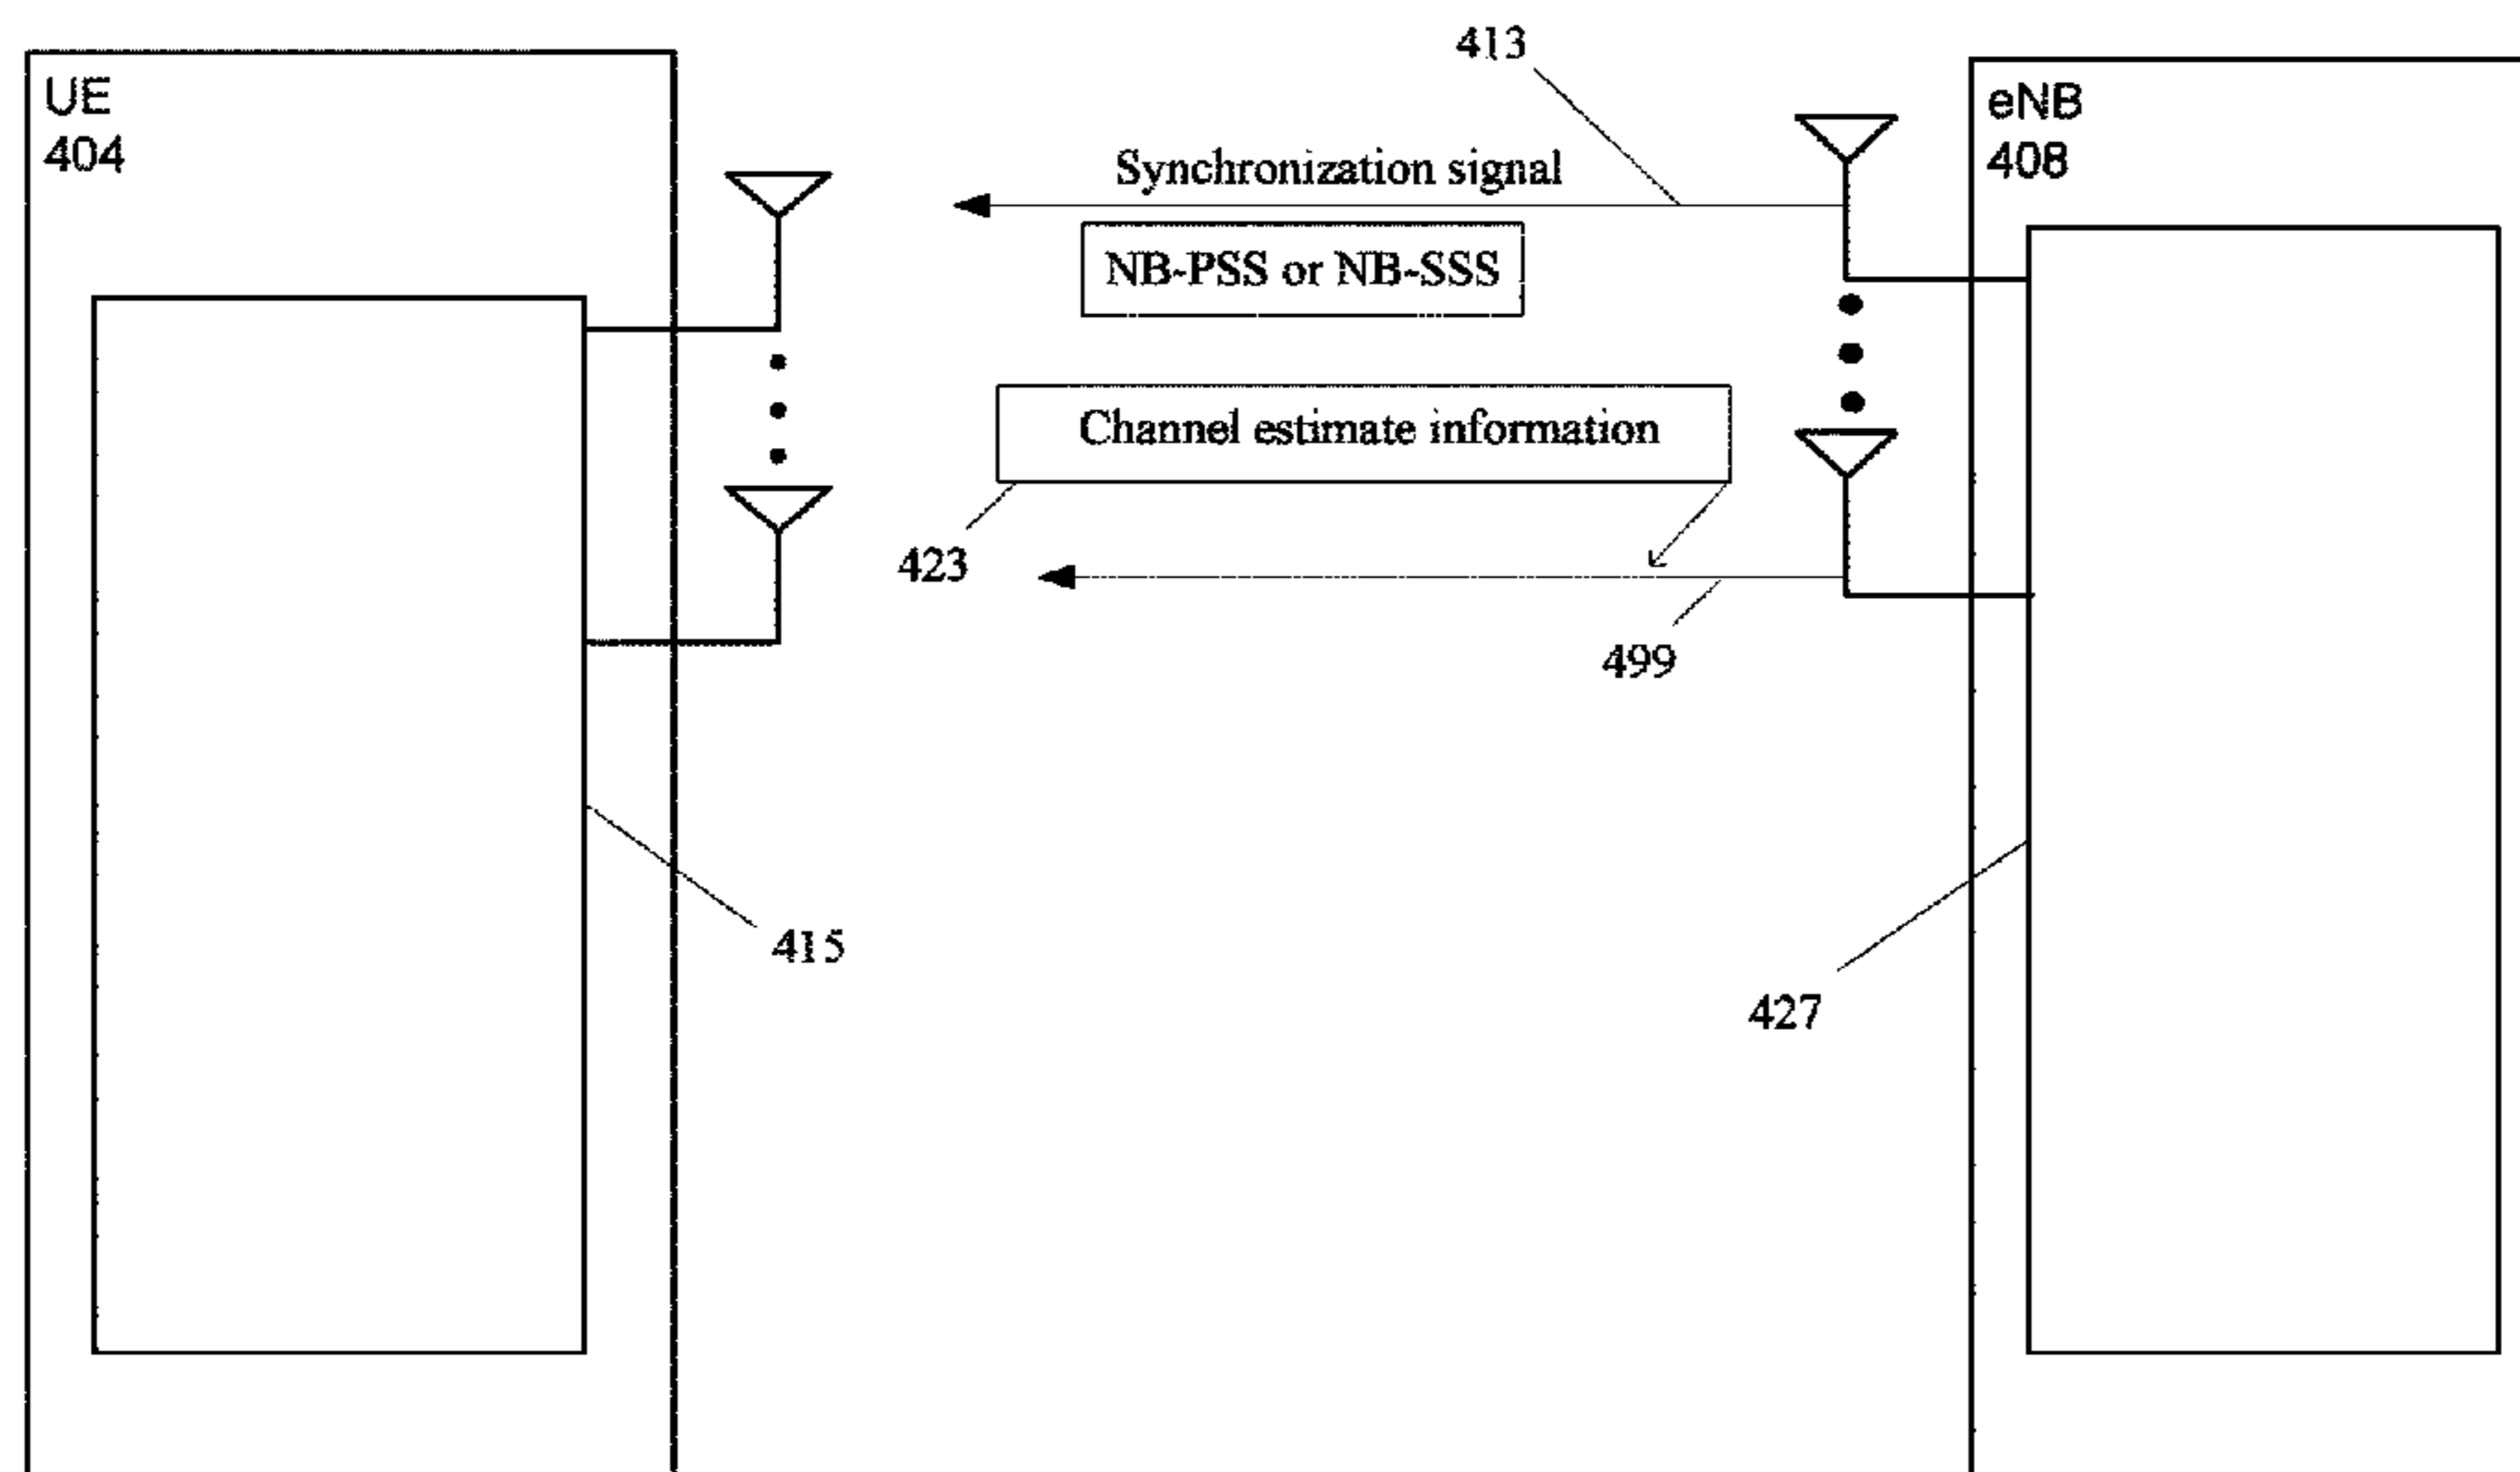 UE
404
413
Synchronization signal
NB-PSS or NB-SSS
Channel estimate information
423
499
415
eNB
408
427